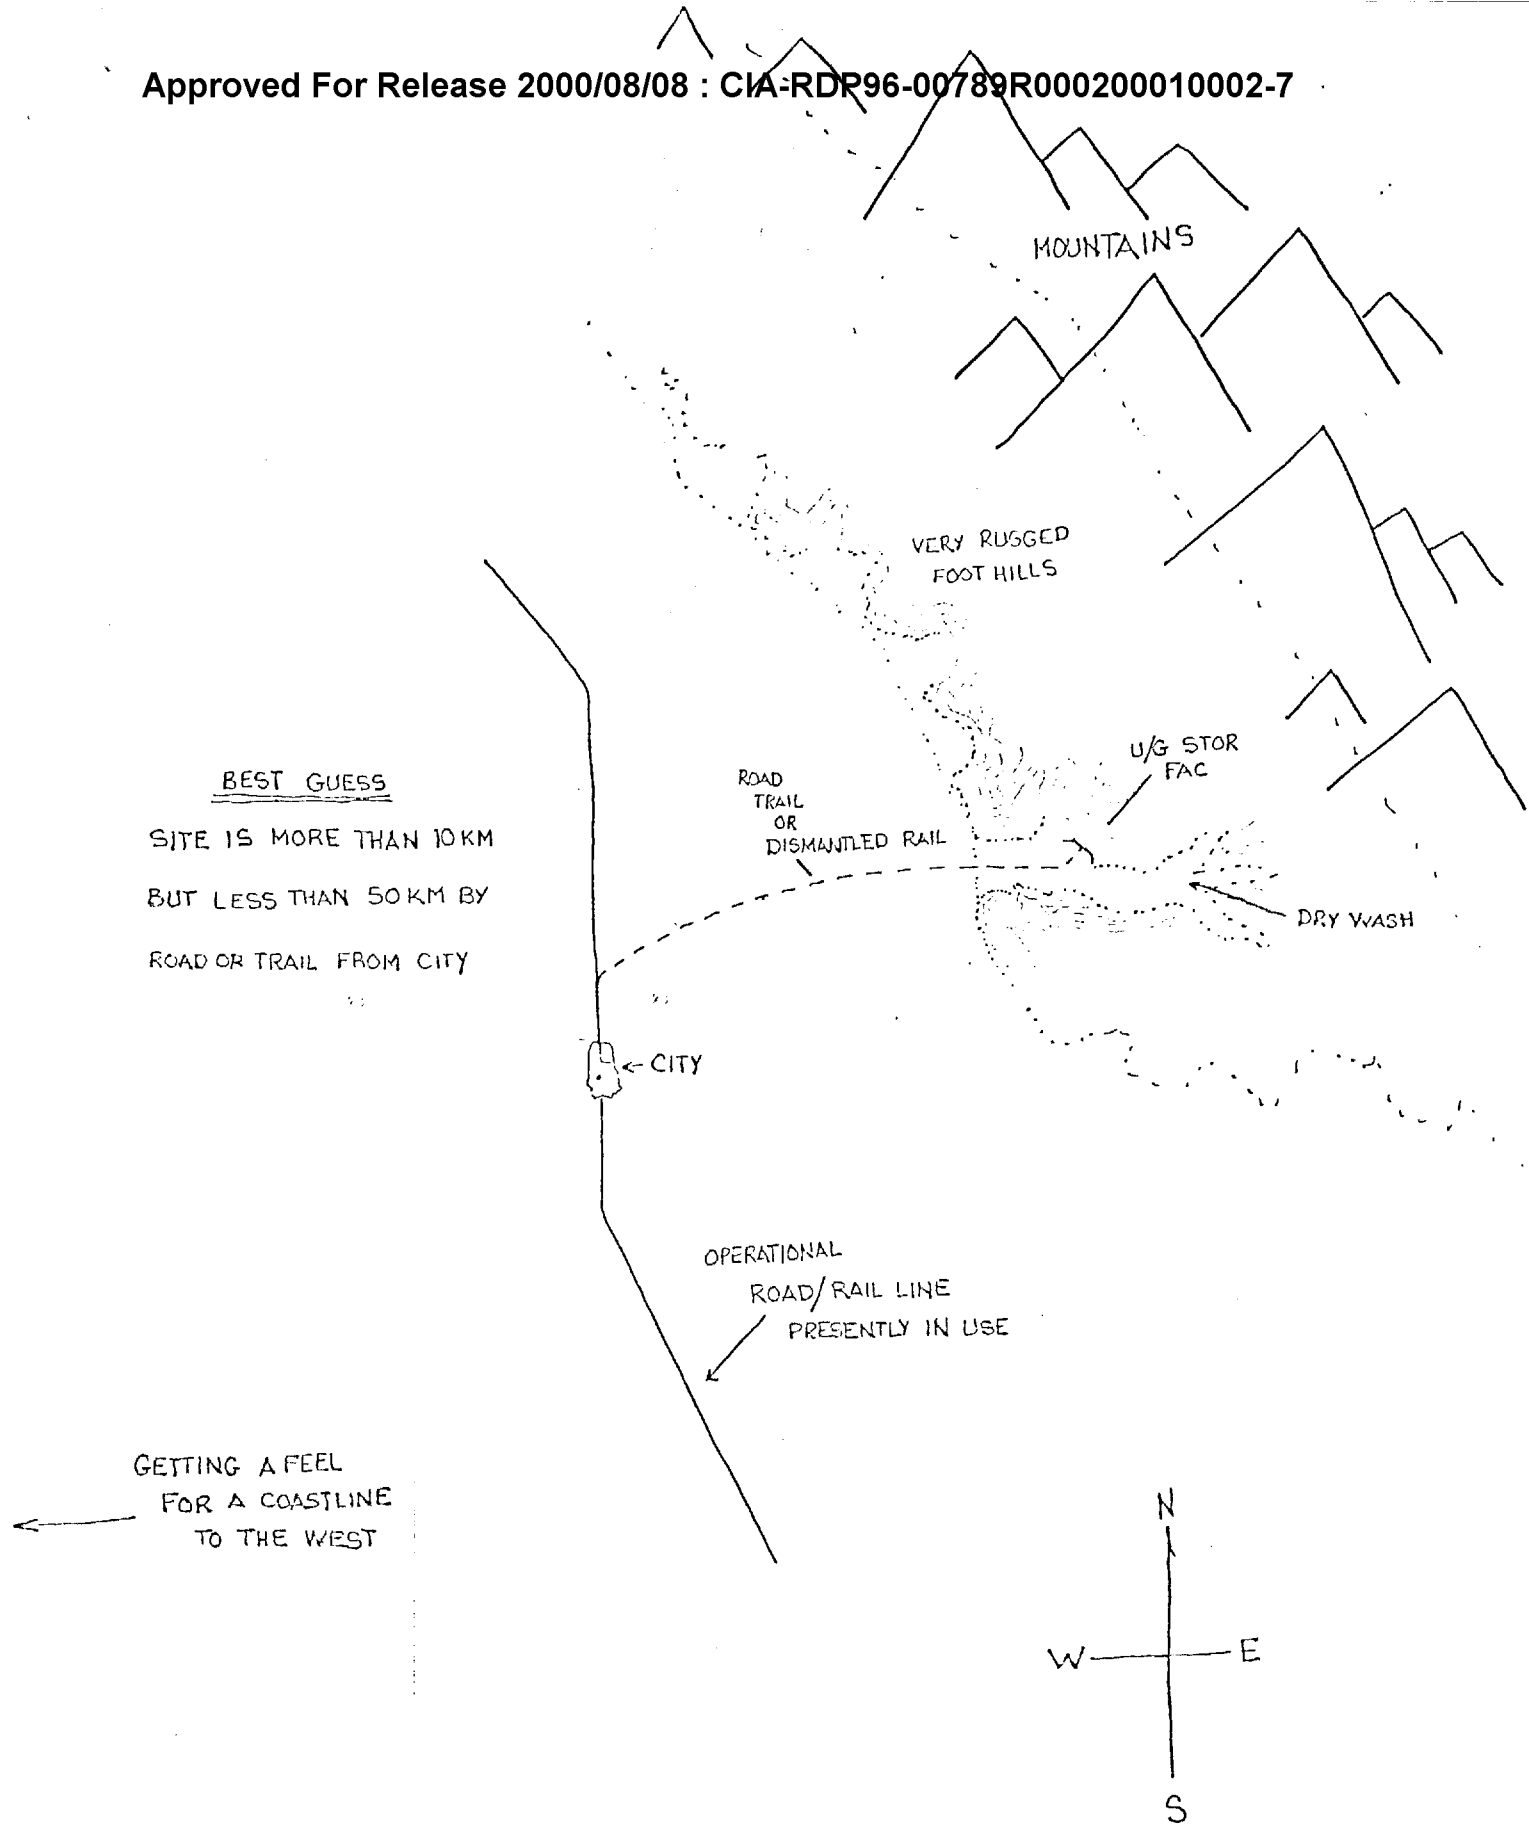 Approved For Release 2000/08/08 : CIA-RDP96-00789R000200010002-7
MOUNTAINS
VERY RUGGED
FOOT HILLS
U/G STOR
FAC
ROAD
TRAIL
OR
DISMANTLED RAIL
BEST GUESS
SITE IS MORE THAN 10 KM
BUT LESS THAN 50 KM BY
ROAD OR TRAIL FROM CITY
DRY WASH
CITY
OPERATIONAL
ROAD/RAIL LINE
PRESENTLY IN USE
GETTING A FEEL
FOR A COASTLINE
TO THE WEST
N
W
E
S